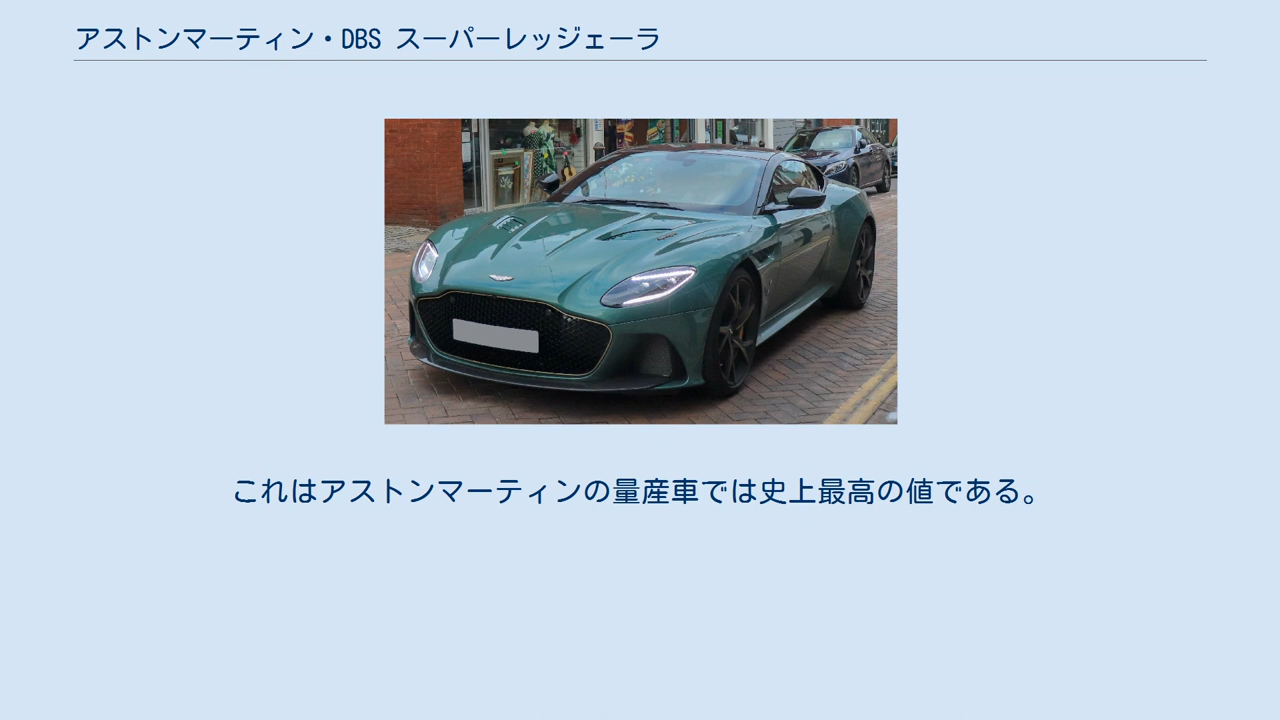 アストンマーティン・DBS スーパーレッジェーラ
これはアストンマーティンの量産車では史上最高の値である。